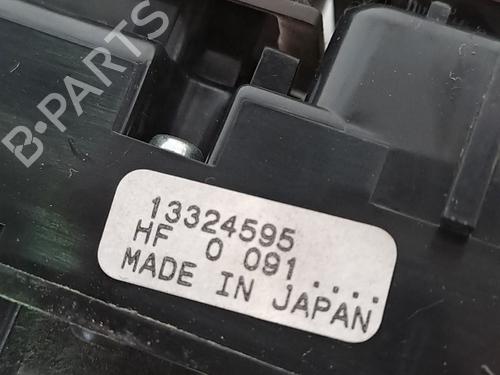 B-PARTS
13324595
HF 0 091....
MADE IN JAPAN